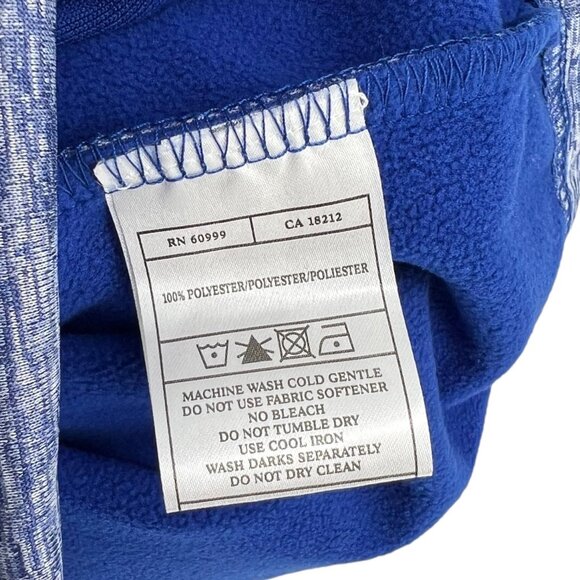 RN 60999 CA 18212
100% POLYESTER/POLYESTER/POLIESTER
MACHINE WASH COLD GENTLE
DO NOT USE FABRIC SOFTENER
NO BLEACH
DO NOT TUMBLE DRY
USE COOL IRON
WASH DARKS SEPARATELY
DO NOT DRY CLEAN